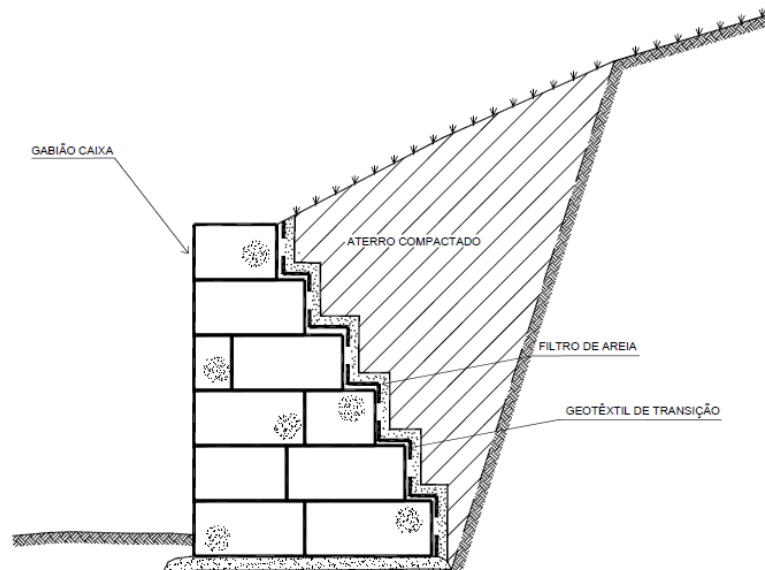 GABIÃO CAIXA
ATERRO COMPACTADO
FILTRO DE AREIA
GEOTÊXTIL DE TRANSIÇÃO